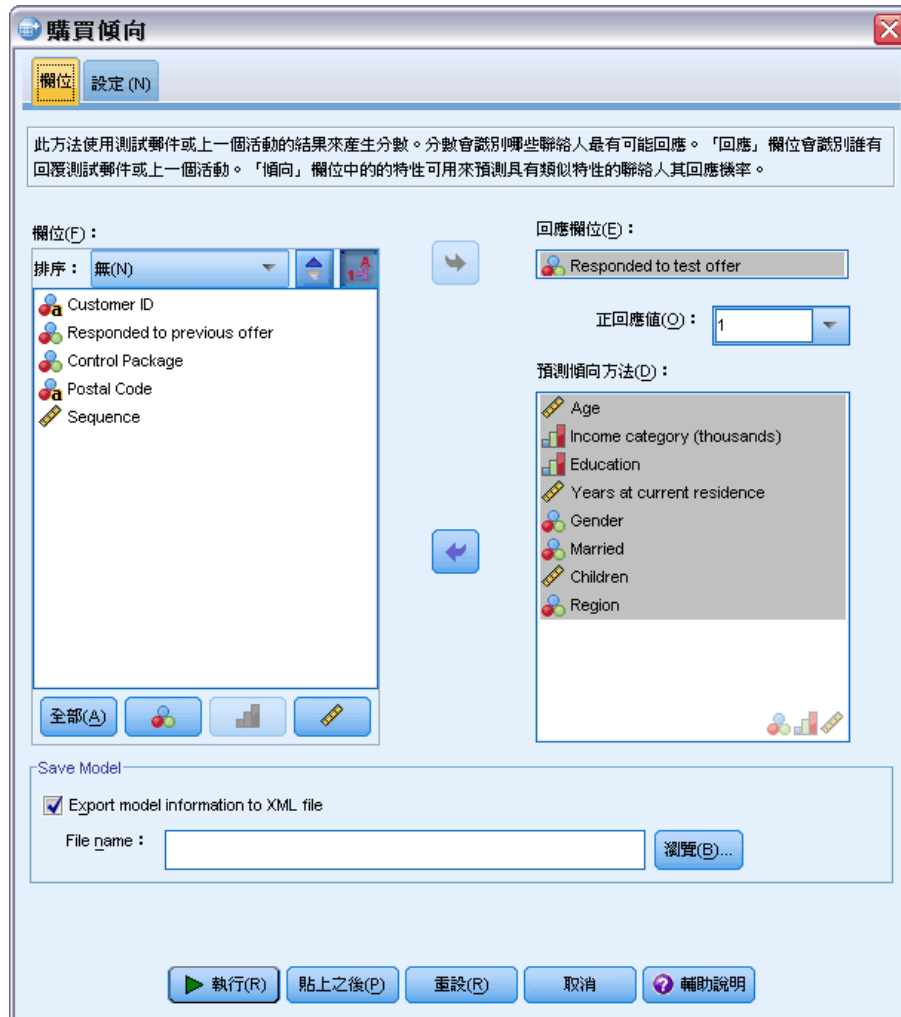 購買傾向
欄位 設定 (N)
此方法使用測試郵件或上一個活動的結果來產生分數。分數會識別哪些聯絡人最有可能回應。「回應」欄位會識別誰有
回覆測試郵件或上一個活動。「傾向」欄位中的的特性可用來預測具有類似特性的聯絡人其回應機率。
欄位(F)：
排序： 無(N)
Customer ID
Responded to previous offer
Control Package
Postal Code
Sequence
全部(A)
回應欄位(E)：
Responded to test offer
正回應值(O)： 1
預測傾向方法(D)：
Age
Income category (thousands)
Education
Years at current residence
Gender
Married
Children
Region
Save Model
Export model information to XML file
File name： 瀏覽(B)...
執行(R) 貼上之後(P) 重設(R) 取消 輔助說明